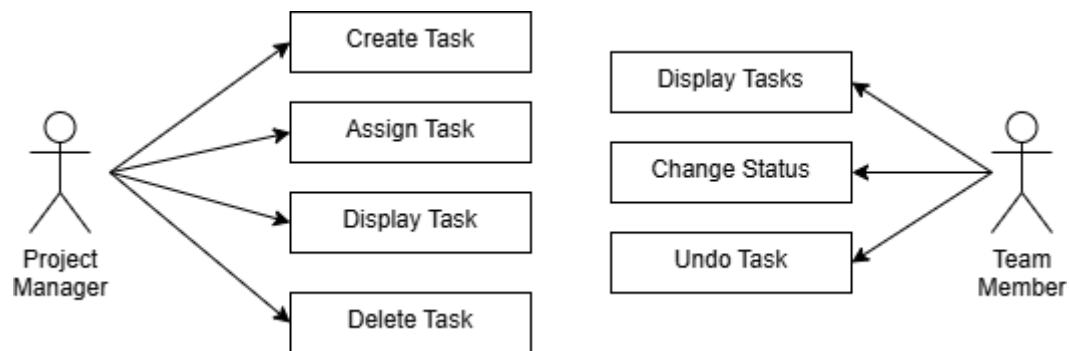 Create Task
Assign Task
Display Task
Delete Task
Project
Manager
Display Tasks
Change Status
Undo Task
Team
Member